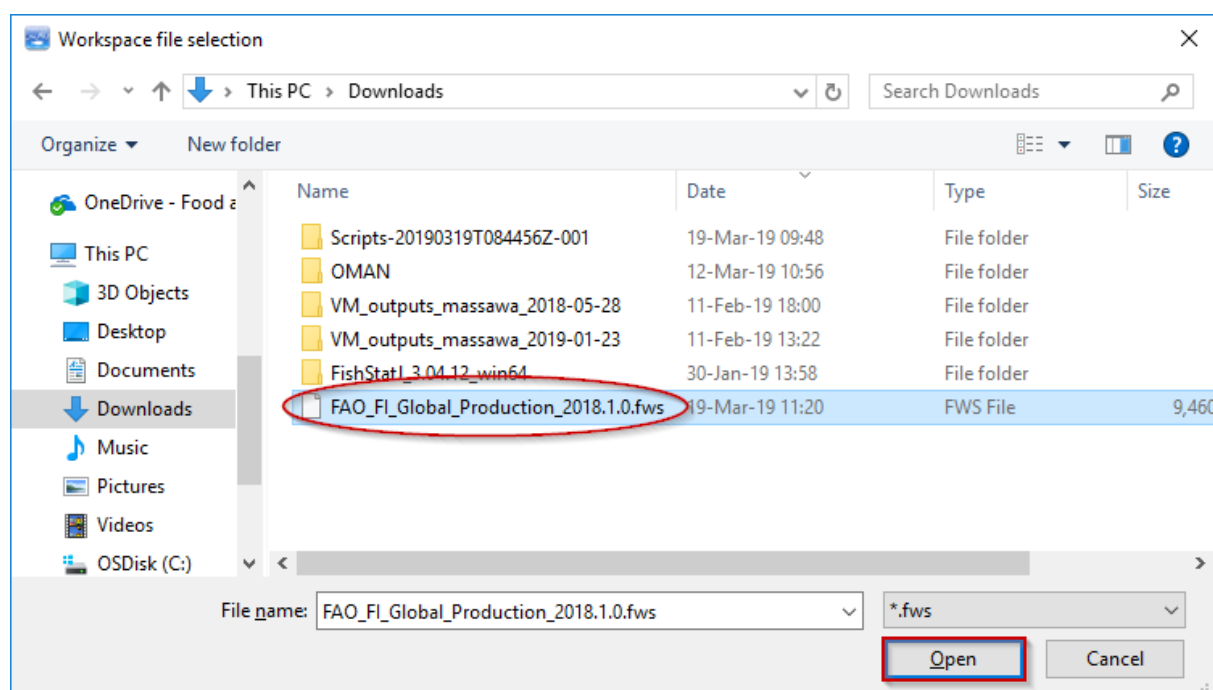 Workspace file selection
This PC > Downloads
Search Downloads
Organize
New folder
Name Date Type Size
OneDrive - Food a
This PC
3D Objects
Desktop
Documents
Downloads
Music
Pictures
Videos
OSDisk (C:)
Scripts-20190319T084456Z-001 19-Mar-19 09:48 File folder
OMAN 12-Mar-19 10:56 File folder
VM_outputs_massawa_2018-05-28 11-Feb-19 18:00 File folder
VM_outputs_massawa_2019-01-23 11-Feb-19 13:22 File folder
FishStatJ_3.04.12_win64 30-Jan-19 13:58 File folder
FAO_FI_Global_Production_2018.1.0.fws 19-Mar-19 11:20 FWS File 9,460
File name: FAO_FI_Global_Production_2018.1.0.fws
*.fws
Open Cancel